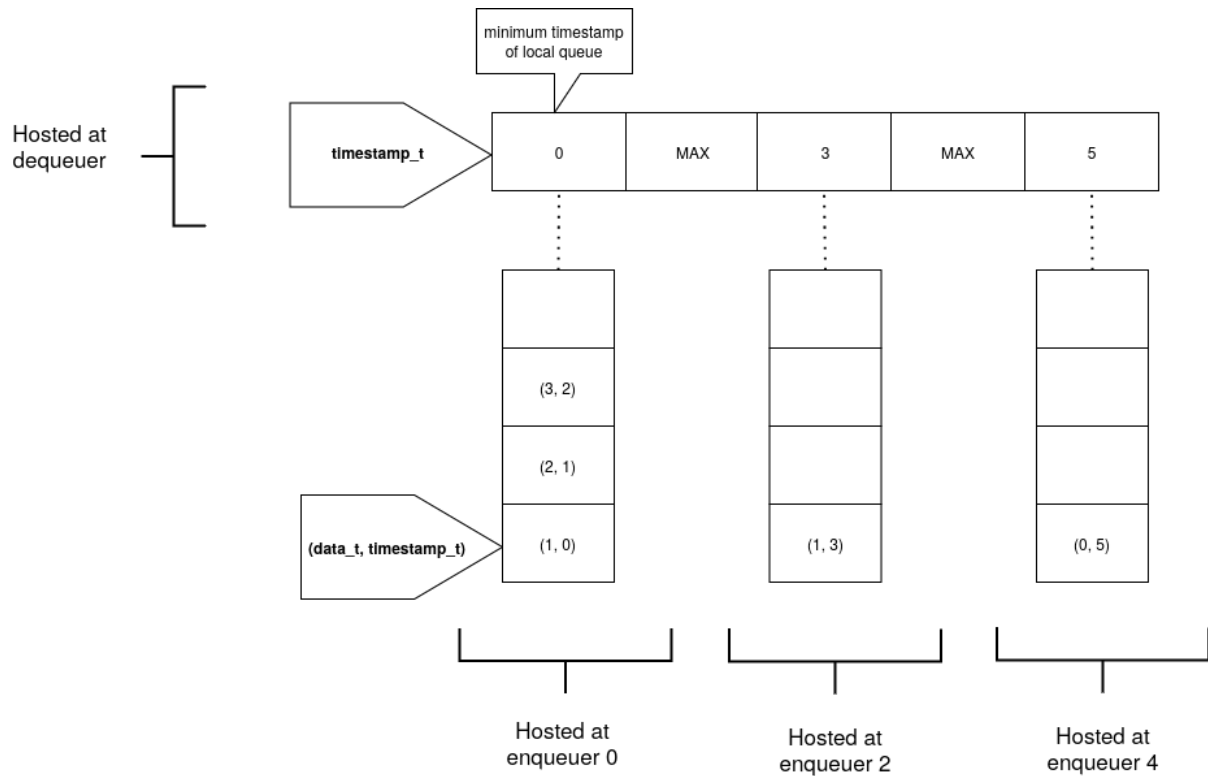 minimum timestamp
of local queue
Hosted at
dequeuer
timestamp_t
0
MAX
3
MAX
5
(3, 2)
(2, 1)
(data_t, timestamp_t)
(1, 0)
(1, 3)
(0, 5)
Hosted at
enqueuer 0
Hosted at
enqueuer 2
Hosted at
enqueuer 4